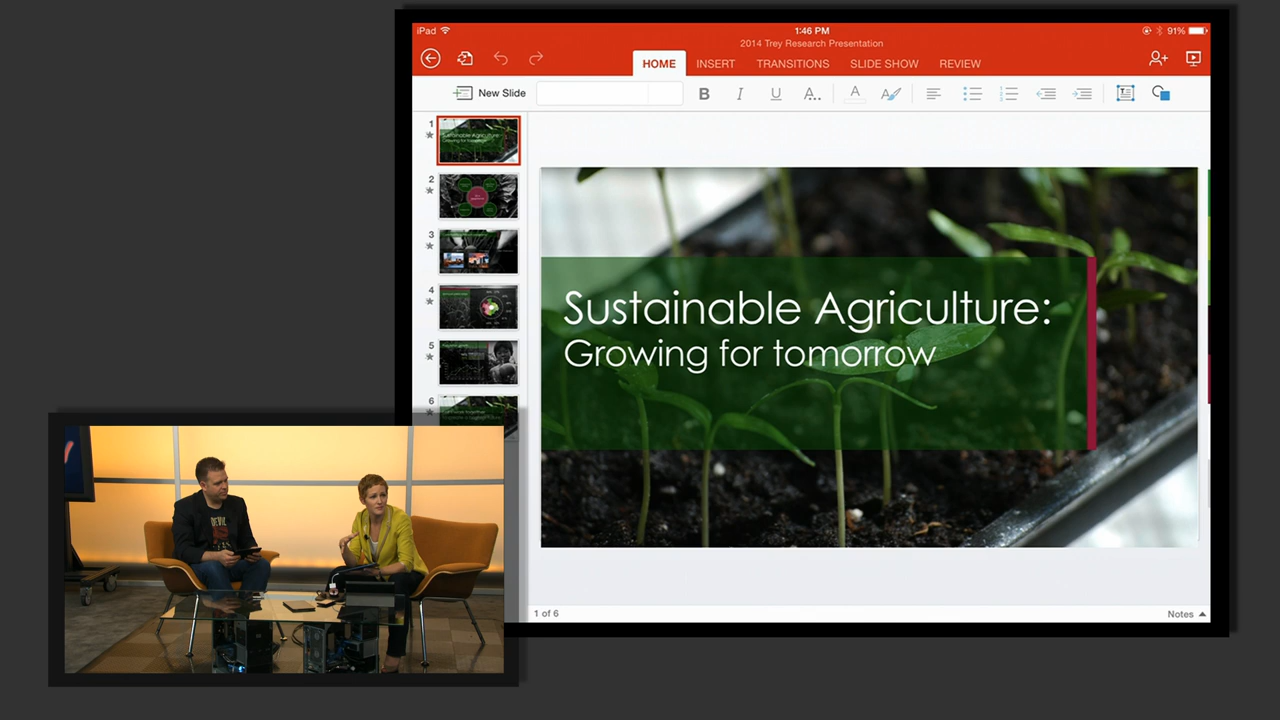 iPad
1:46 PM
91%
2014 Trey Research Presentation
HOME INSERT TRANSITIONS SLIDE SHOW REVIEW
New Slide
B I U A... A
1
2
3
4
5
6
Sustainable Agriculture:
Growing for tomorrow
DEVIL
1 of 6
Notes